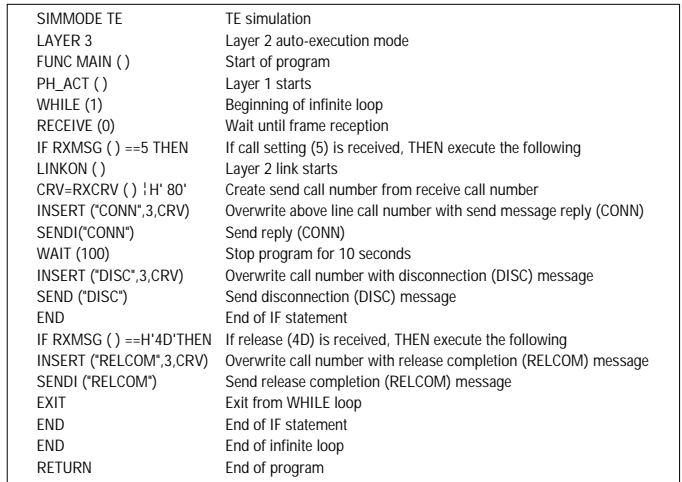 SIMMODE TE TE simulation
LAYER 3 Layer 2 auto-execution mode
FUNC MAIN ( ) Start of program
PH_ACT ( ) Layer 1 starts
WHILE (1) Beginning of infinite loop
RECEIVE (0) Wait until frame reception
IF RXMSG ( ) ==5 THEN If call setting (5) is received, THEN execute the following
LINKON ( ) Layer 2 link starts
CRV=RXCRV ( ) ¦H' 80' Create send call number from receive call number
INSERT ("CONN",3,CRV) Overwrite above line call number with send message reply (CONN)
SENDI("CONN") Send reply (CONN)
WAIT (100) Stop program for 10 seconds
INSERT ("DISC",3,CRV) Overwrite call number with disconnection (DISC) message
SEND ("DISC") Send disconnection (DISC) message
END End of IF statement
IF RXMSG ( ) ==H'4D'THEN If release (4D) is received, THEN execute the following
INSERT ("RELCOM",3,CRV) Overwrite call number with release completion (RELCOM) message
SENDI ("RELCOM") Send release completion (RELCOM) message
EXIT Exit from WHILE loop
END End of IF statement
END End of infinite loop
RETURN End of program